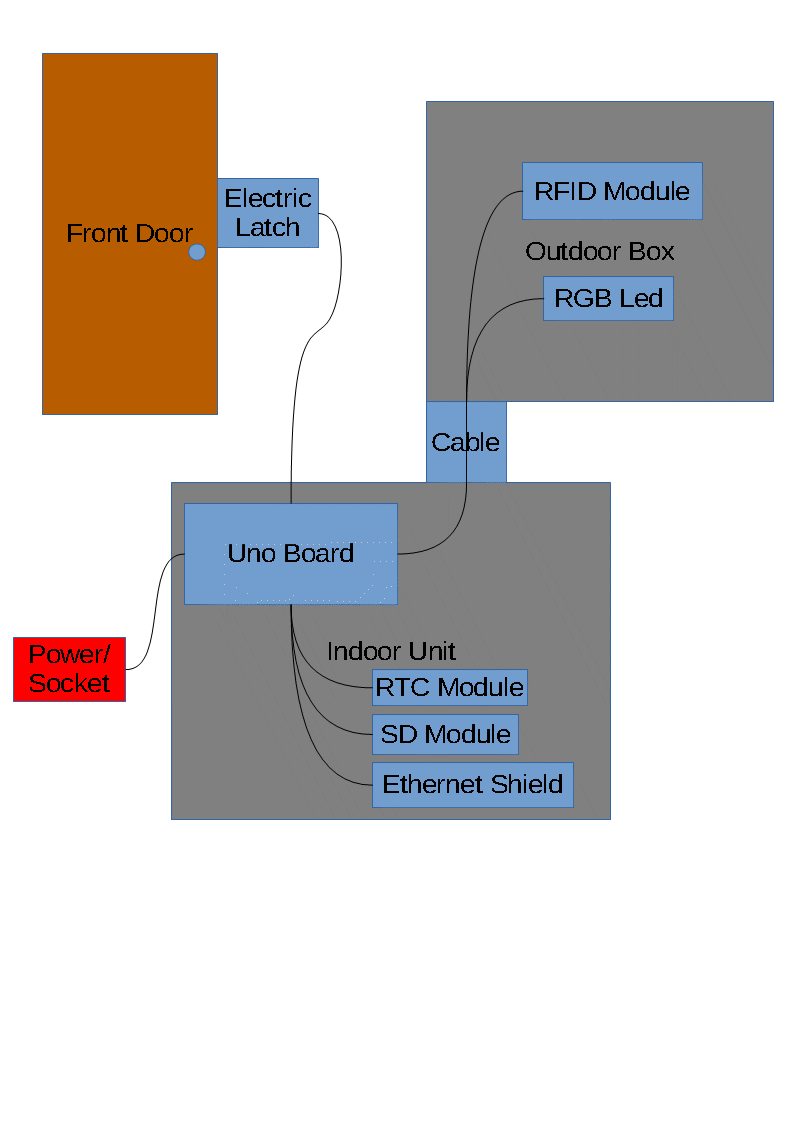 Front Door
Electric
Latch
RFID Module
Outdoor Box
RGB Led
Cable
Uno Board
Power/
Socket
Indoor Unit
RTC Module
SD Module
Ethernet Shield